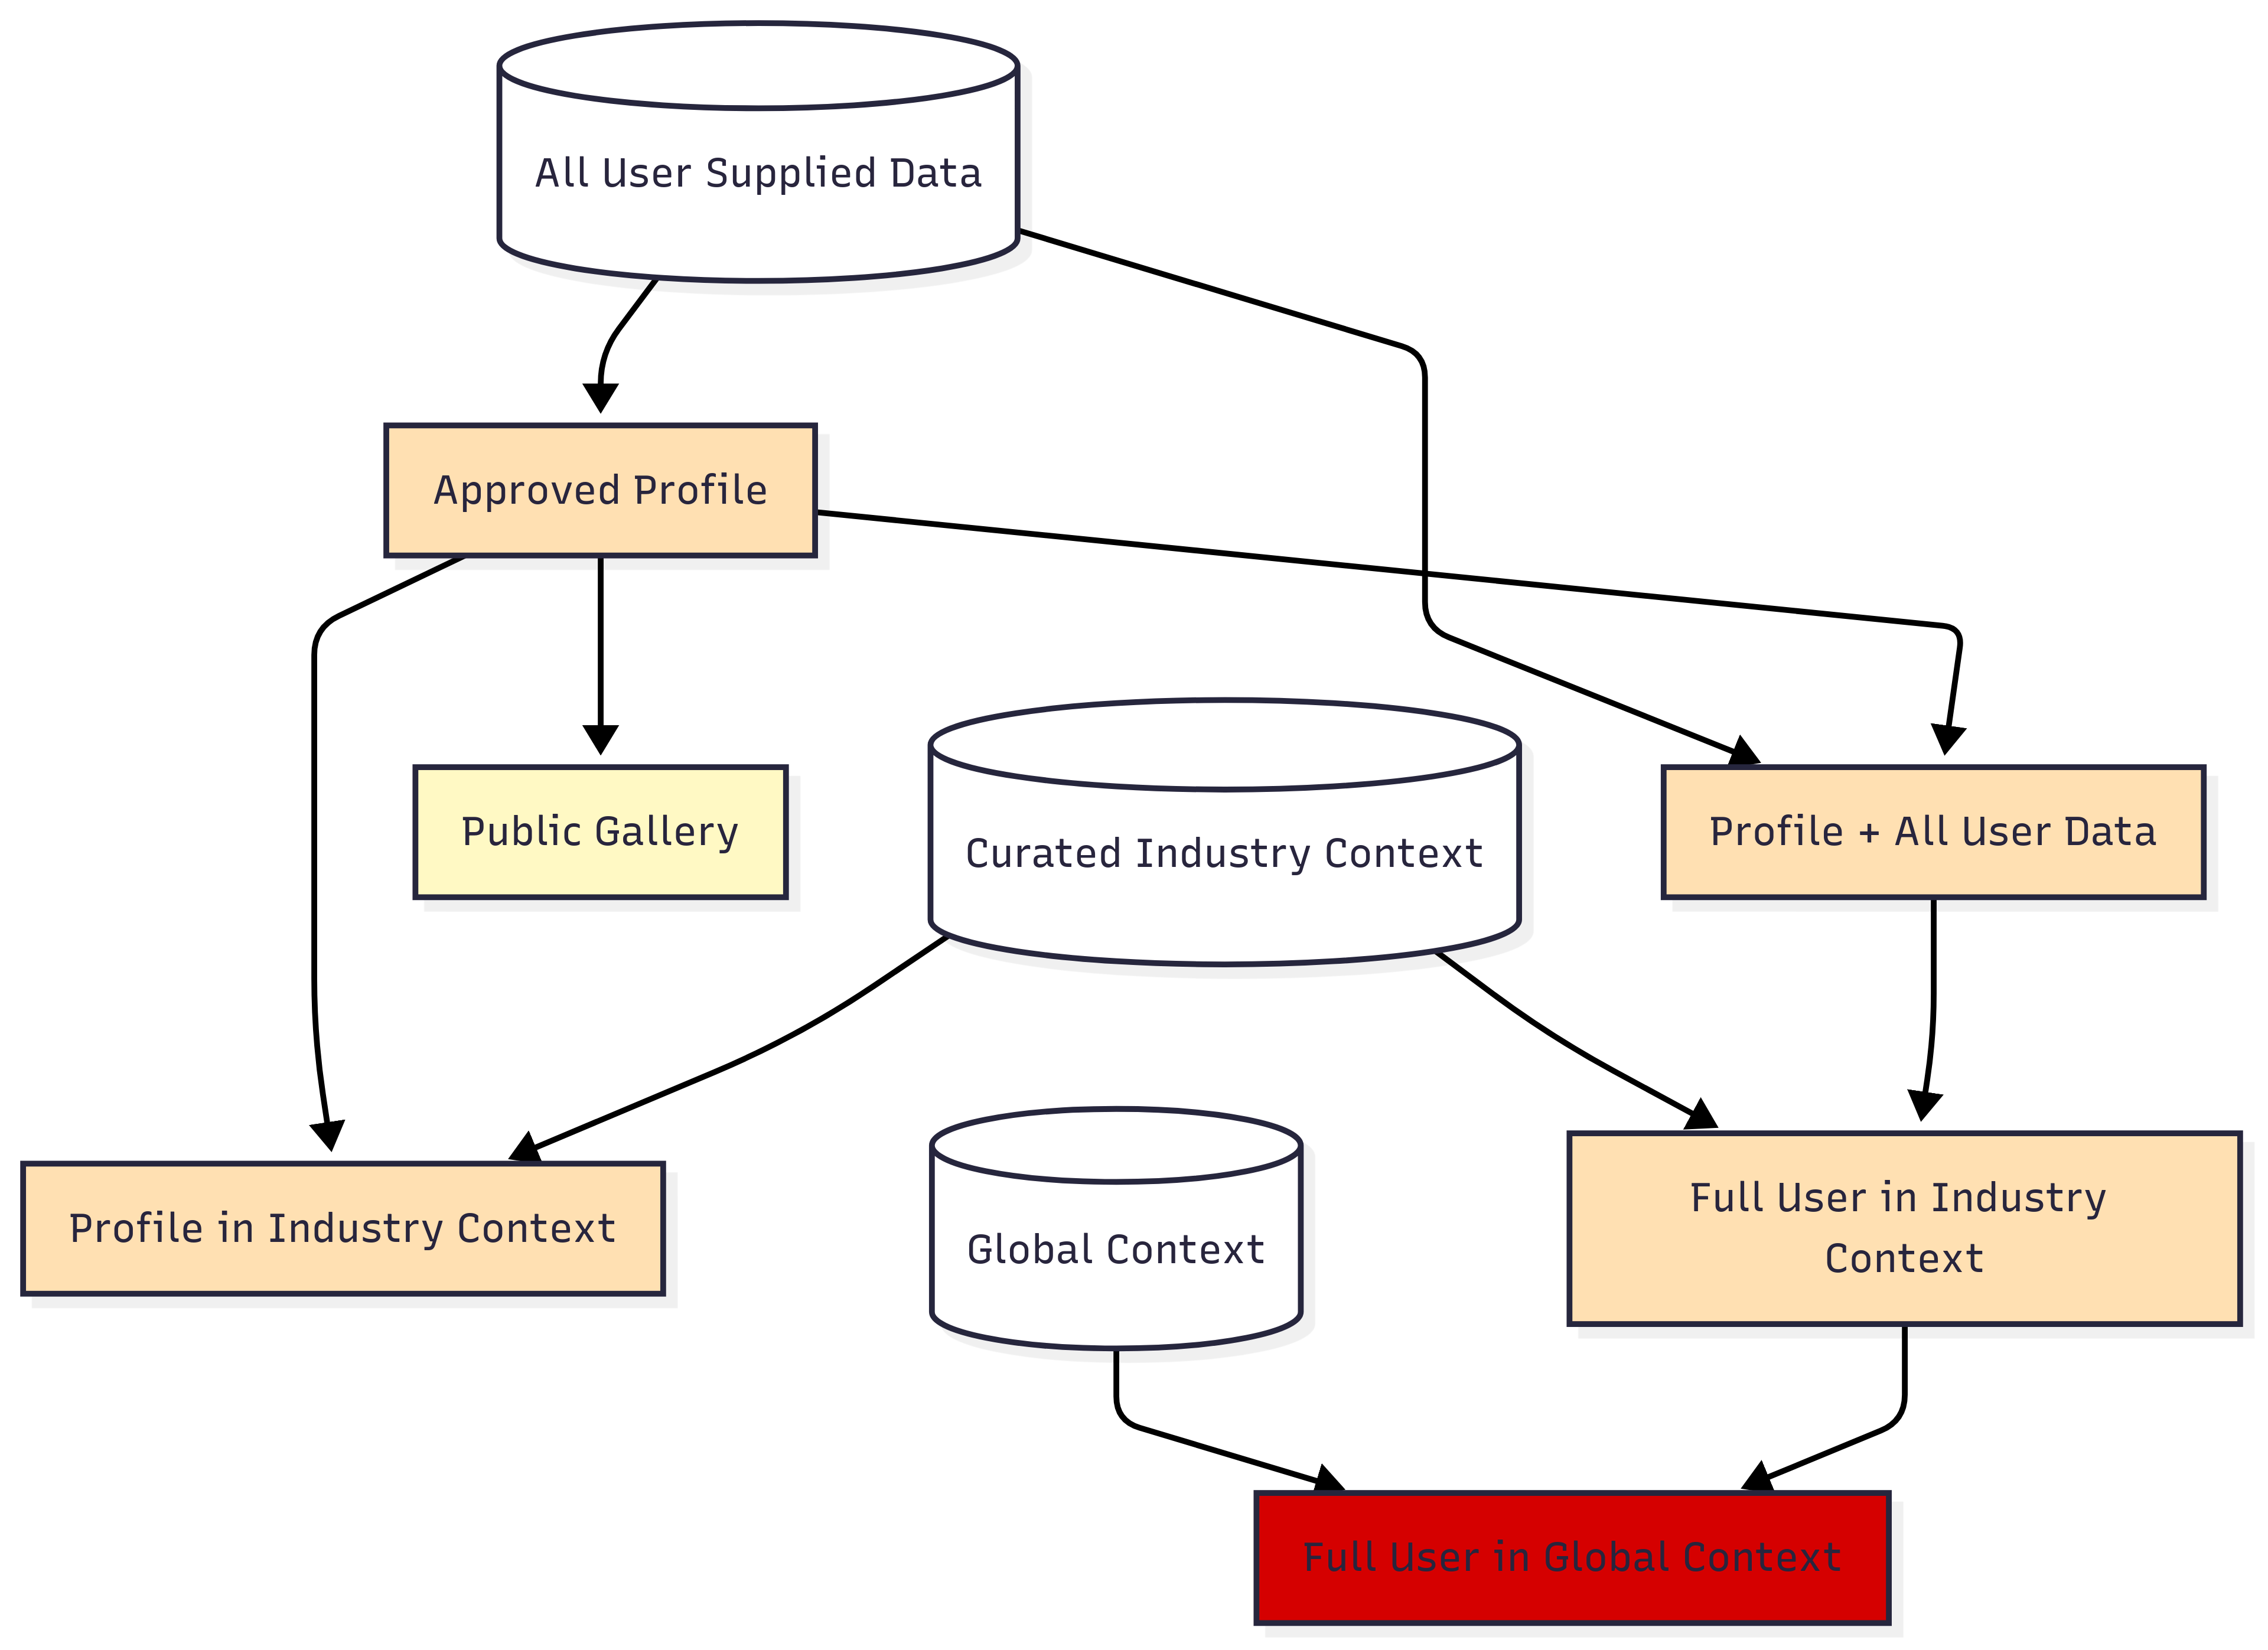 All User Supplied Data
Approved Profile
Public Gallery
Curated Industry Context
Profile + All User Data
Profile in Industry Context
Global Context
Full User in Industry
Context
Full User in Global Context